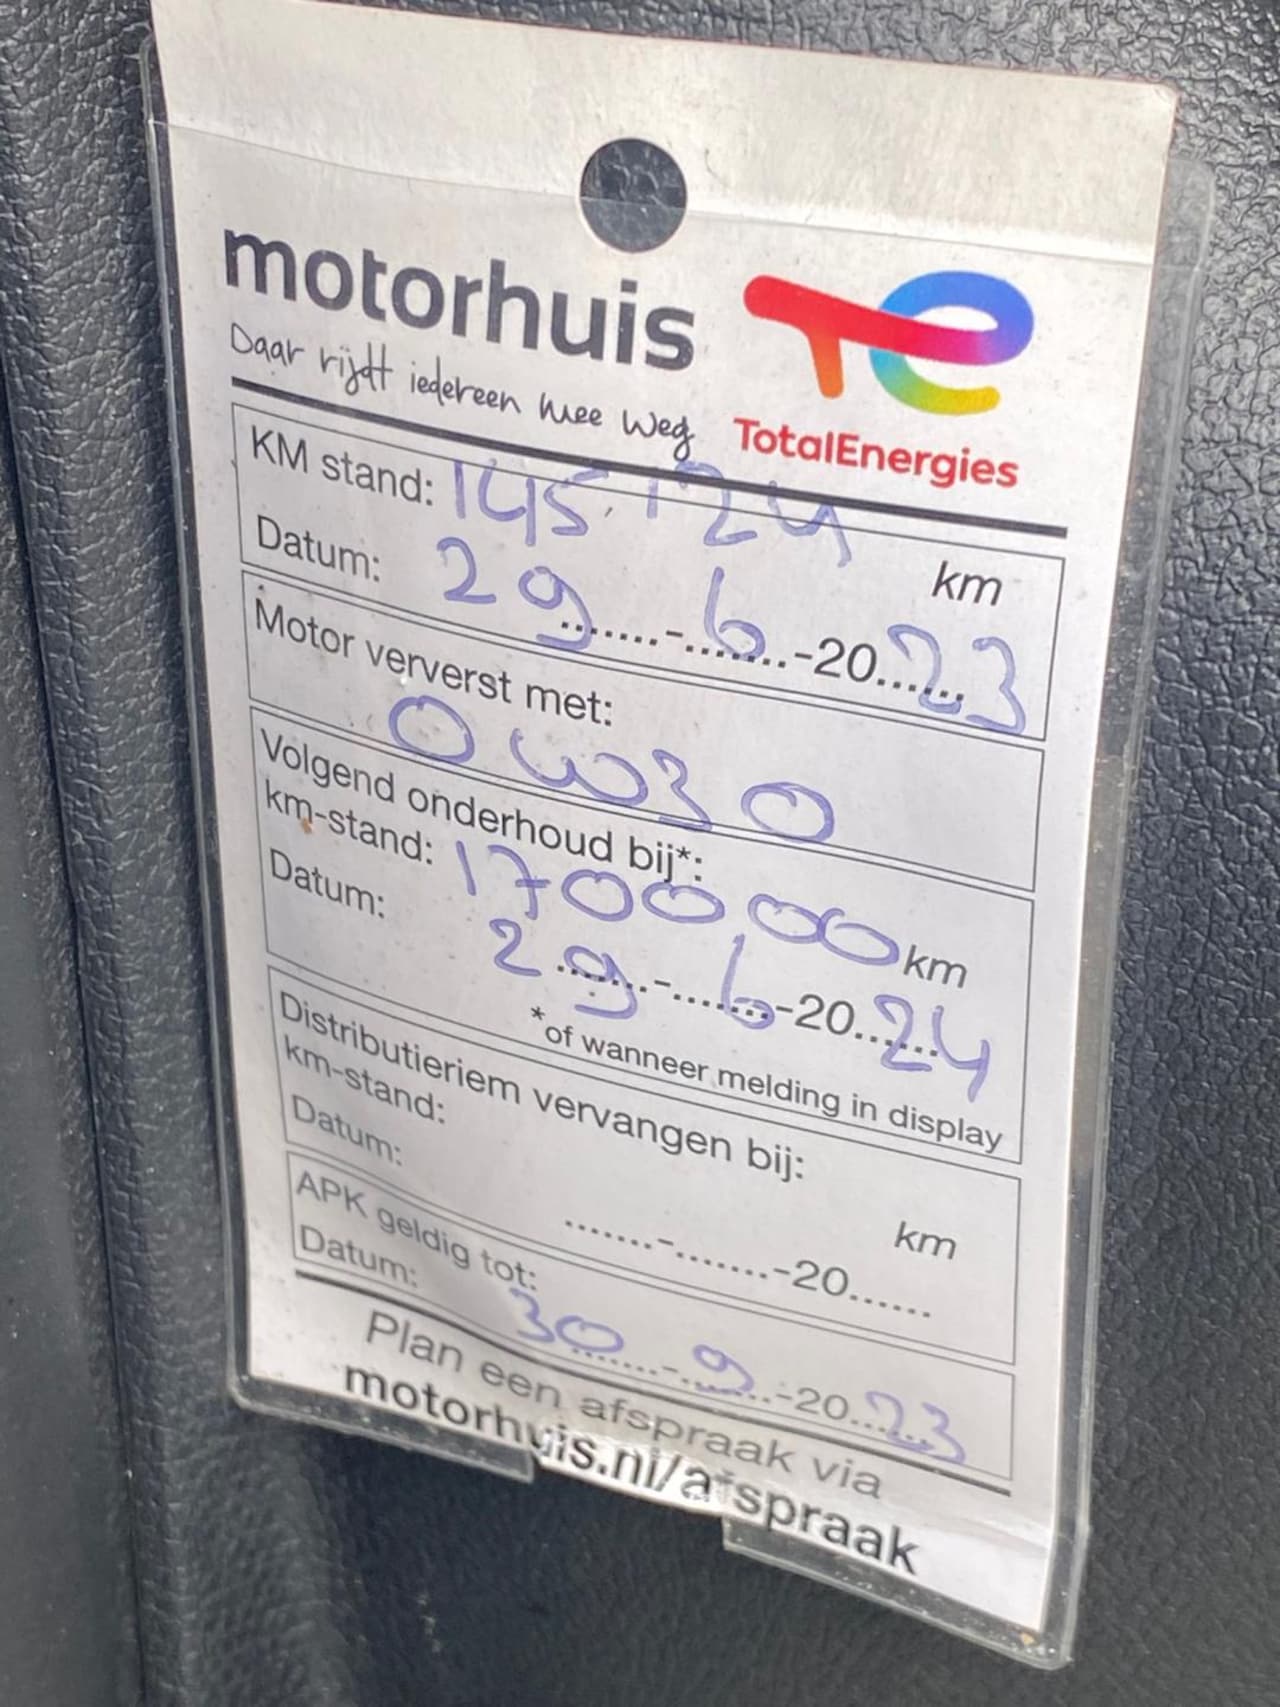 motorhuis
Daar rijdt iedereen mee weg
TotalEnergies
KM stand: 145.124 km
Datum: 29-6-2023
Motor ververst met:
0W30
Volgend onderhoud bij*:
km-stand: 170000 km
Datum: 29-6-2024
*of wanneer melding in display
Distributieriem vervangen bij:
km-stand: km
Datum: .......-.......-20......
APK geldig tot:
Datum: 30-9-2023
Plan een afspraak via
motorhuis.nl/afspraak